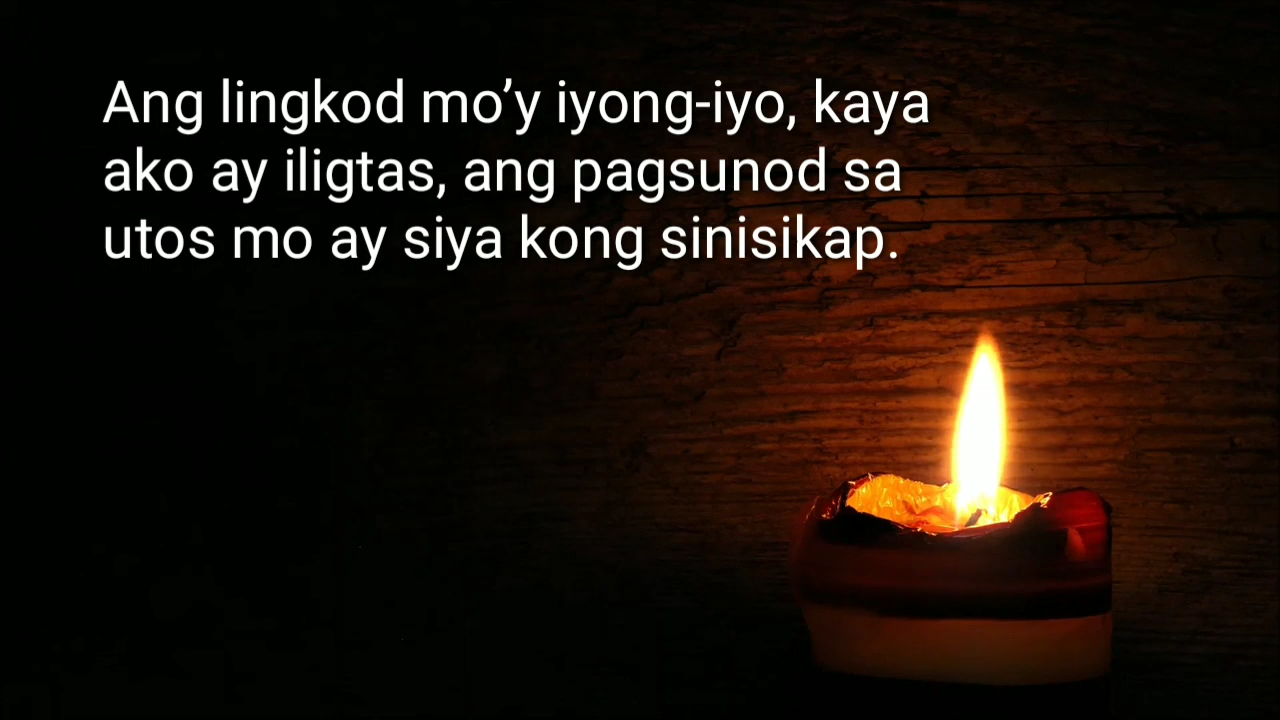 Ang lingkod mo’y iyong-iyo, kaya
ako ay iligtas, ang pagsunod sa
utos mo ay siya kong sinisikap.